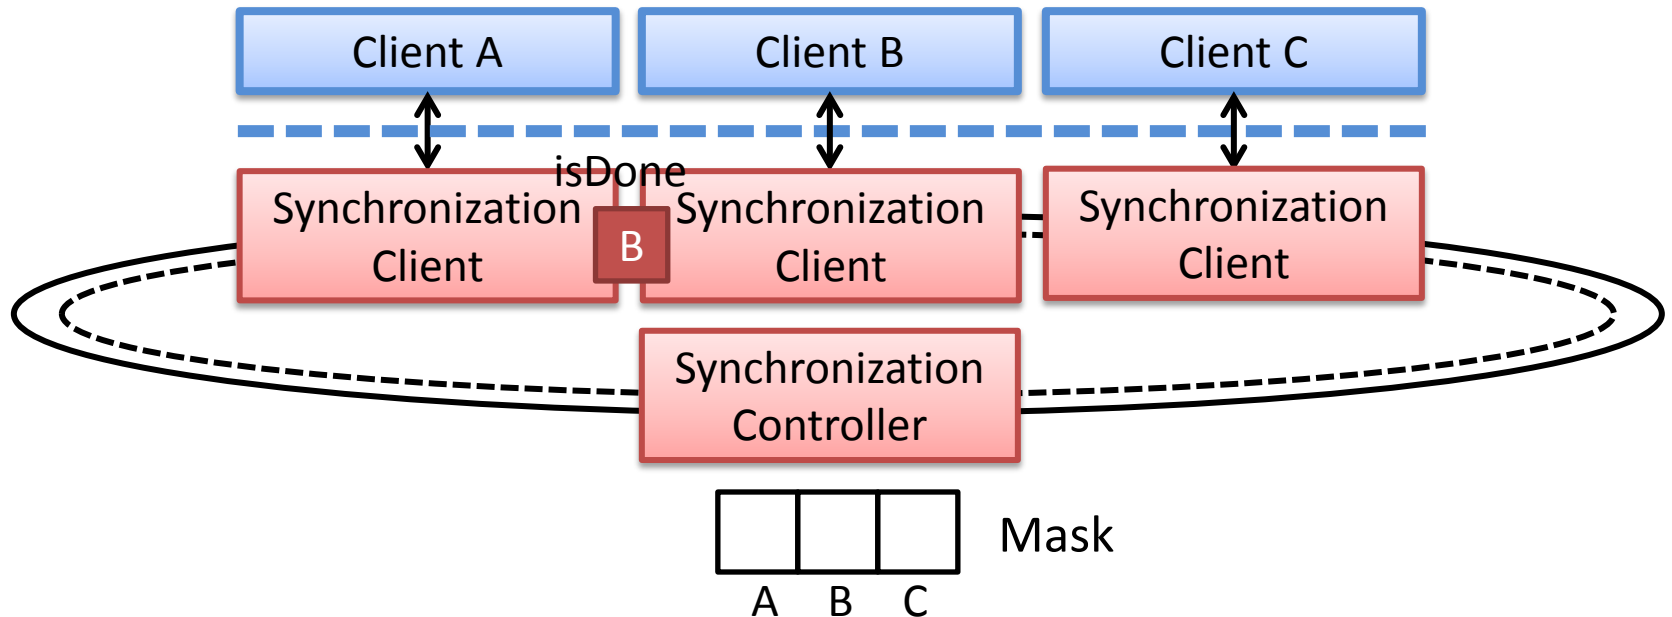 Client A
Client B
Client C
isDone
Synchronization
Client
B
Synchronization
Client
Synchronization
Client
Synchronization
Controller
Mask
A B C